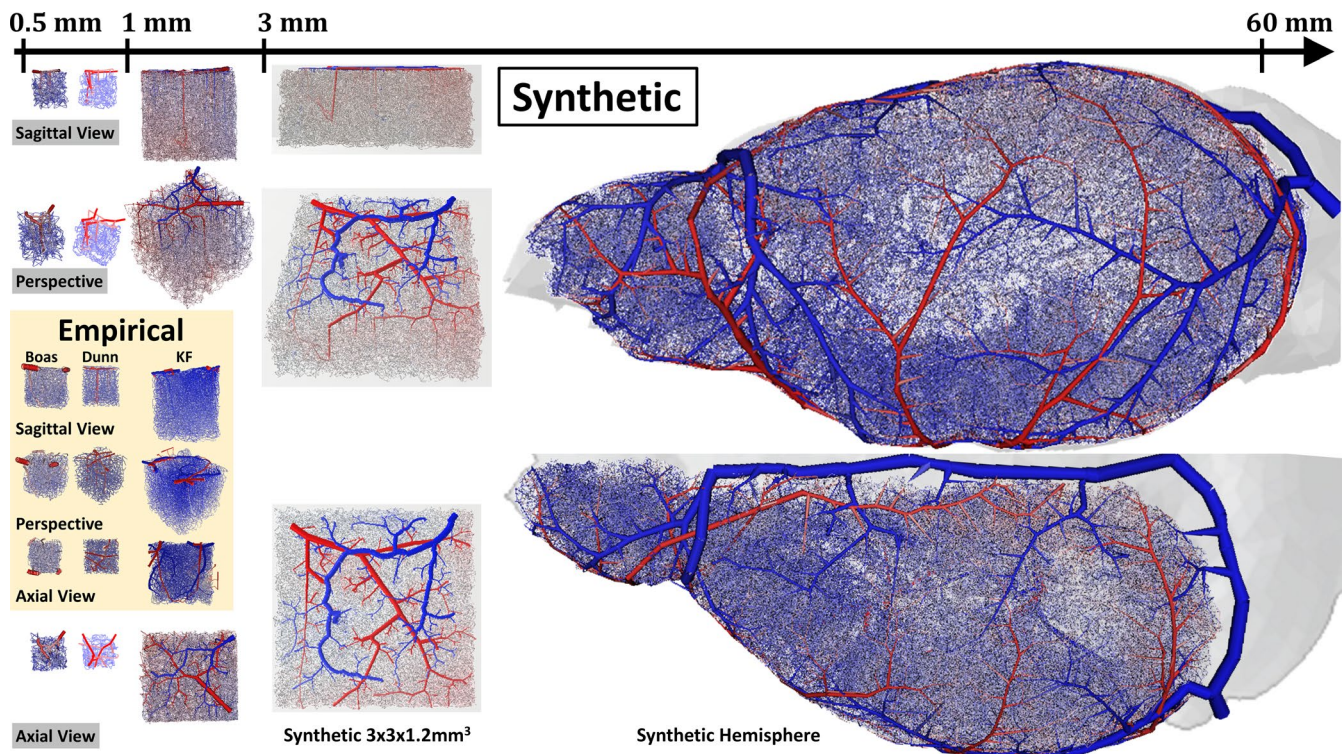 0.5 mm
1 mm
3 mm
60 mm
Synthetic
Sagittal View
Perspective
Empirical
Boas
Dunn
KF
Sagittal View
Perspective
Axial View
Axial View
Synthetic 3x3x1.2mm³
Synthetic Hemisphere